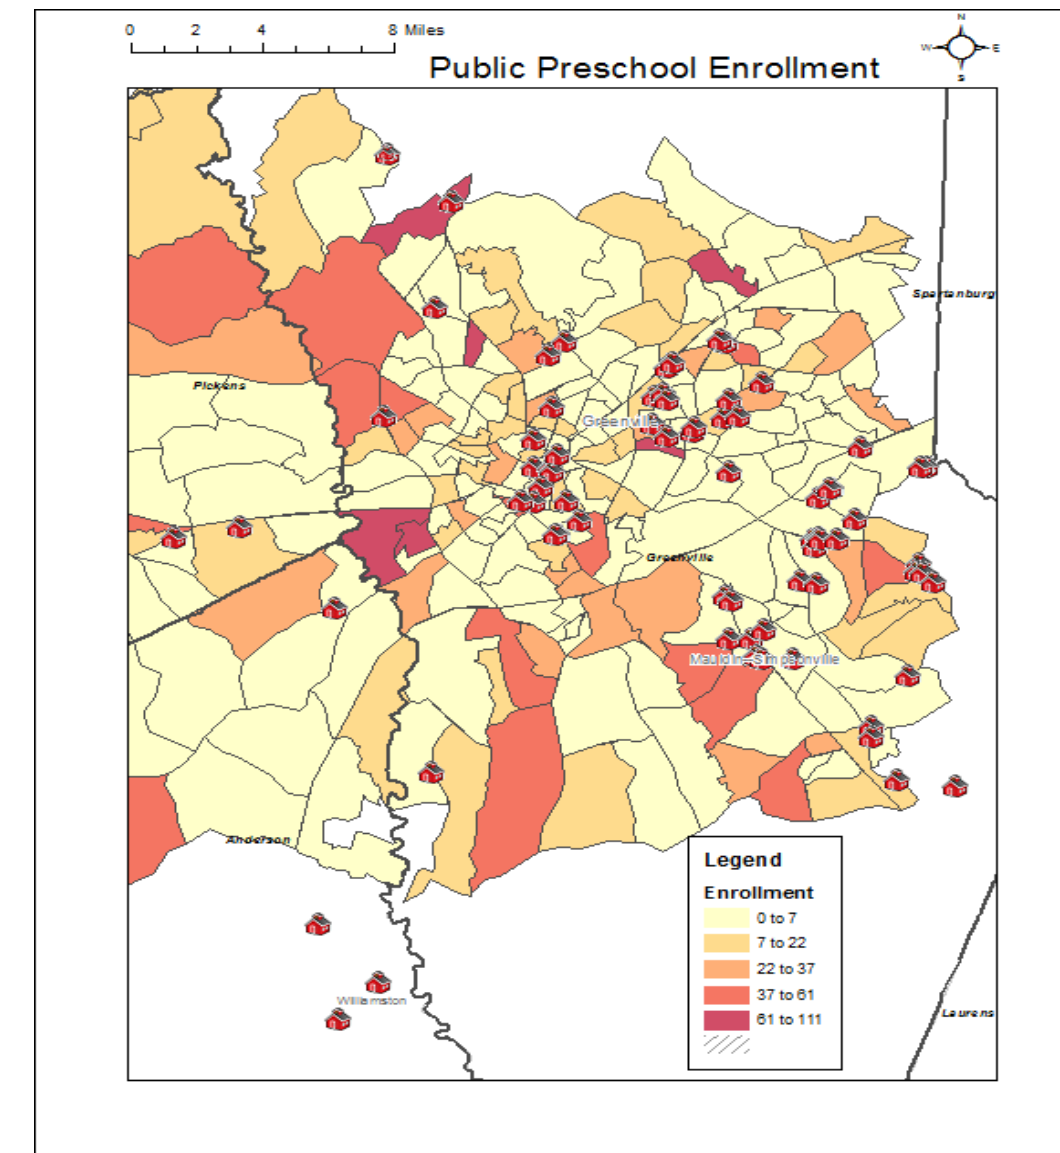 0 2 4 8 Miles
N
W E
S
Public Preschool Enrollment
Spartanburg
Pickens
Greenville
Greenville
Mauldin--Simpsonville
Anderson
Williamston
Laurens
Legend
Enrollment
0 to 7
7 to 22
22 to 37
37 to 61
61 to 111